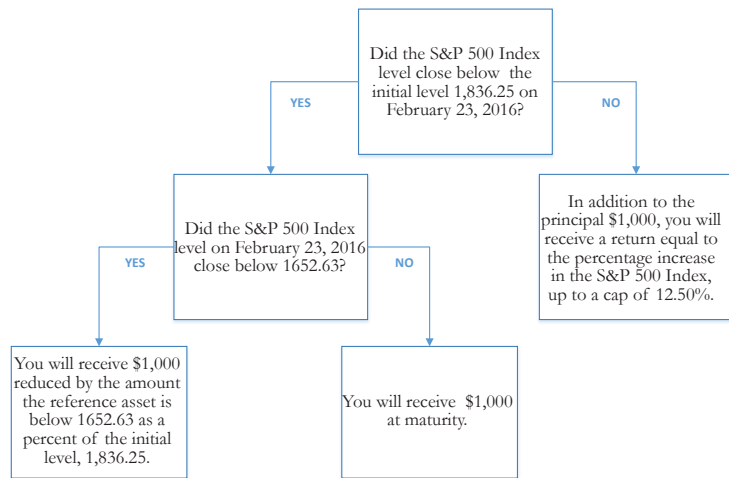 Did the S&P 500 Index
level close below the
initial level 1,836.25 on
February 23, 2016?
YES
NO
Did the S&P 500 Index
level on February 23, 2016
close below 1652.63?
In addition to the
principal $1,000, you will
receive a return equal to
the percentage increase
in the S&P 500 Index,
up to a cap of 12.50%.
YES
NO
You will receive $1,000
reduced by the amount
the reference asset is
below 1652.63 as a
percent of the initial
level, 1,836.25.
You will receive $1,000
at maturity.